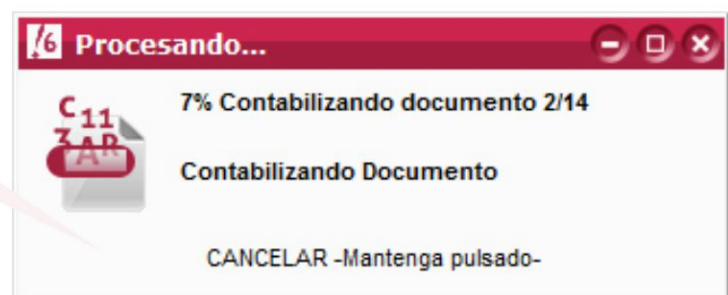 Procesando...
7% Contabilizando documento 2/14
Contabilizando Documento
CANCELAR -Mantenga pulsado-